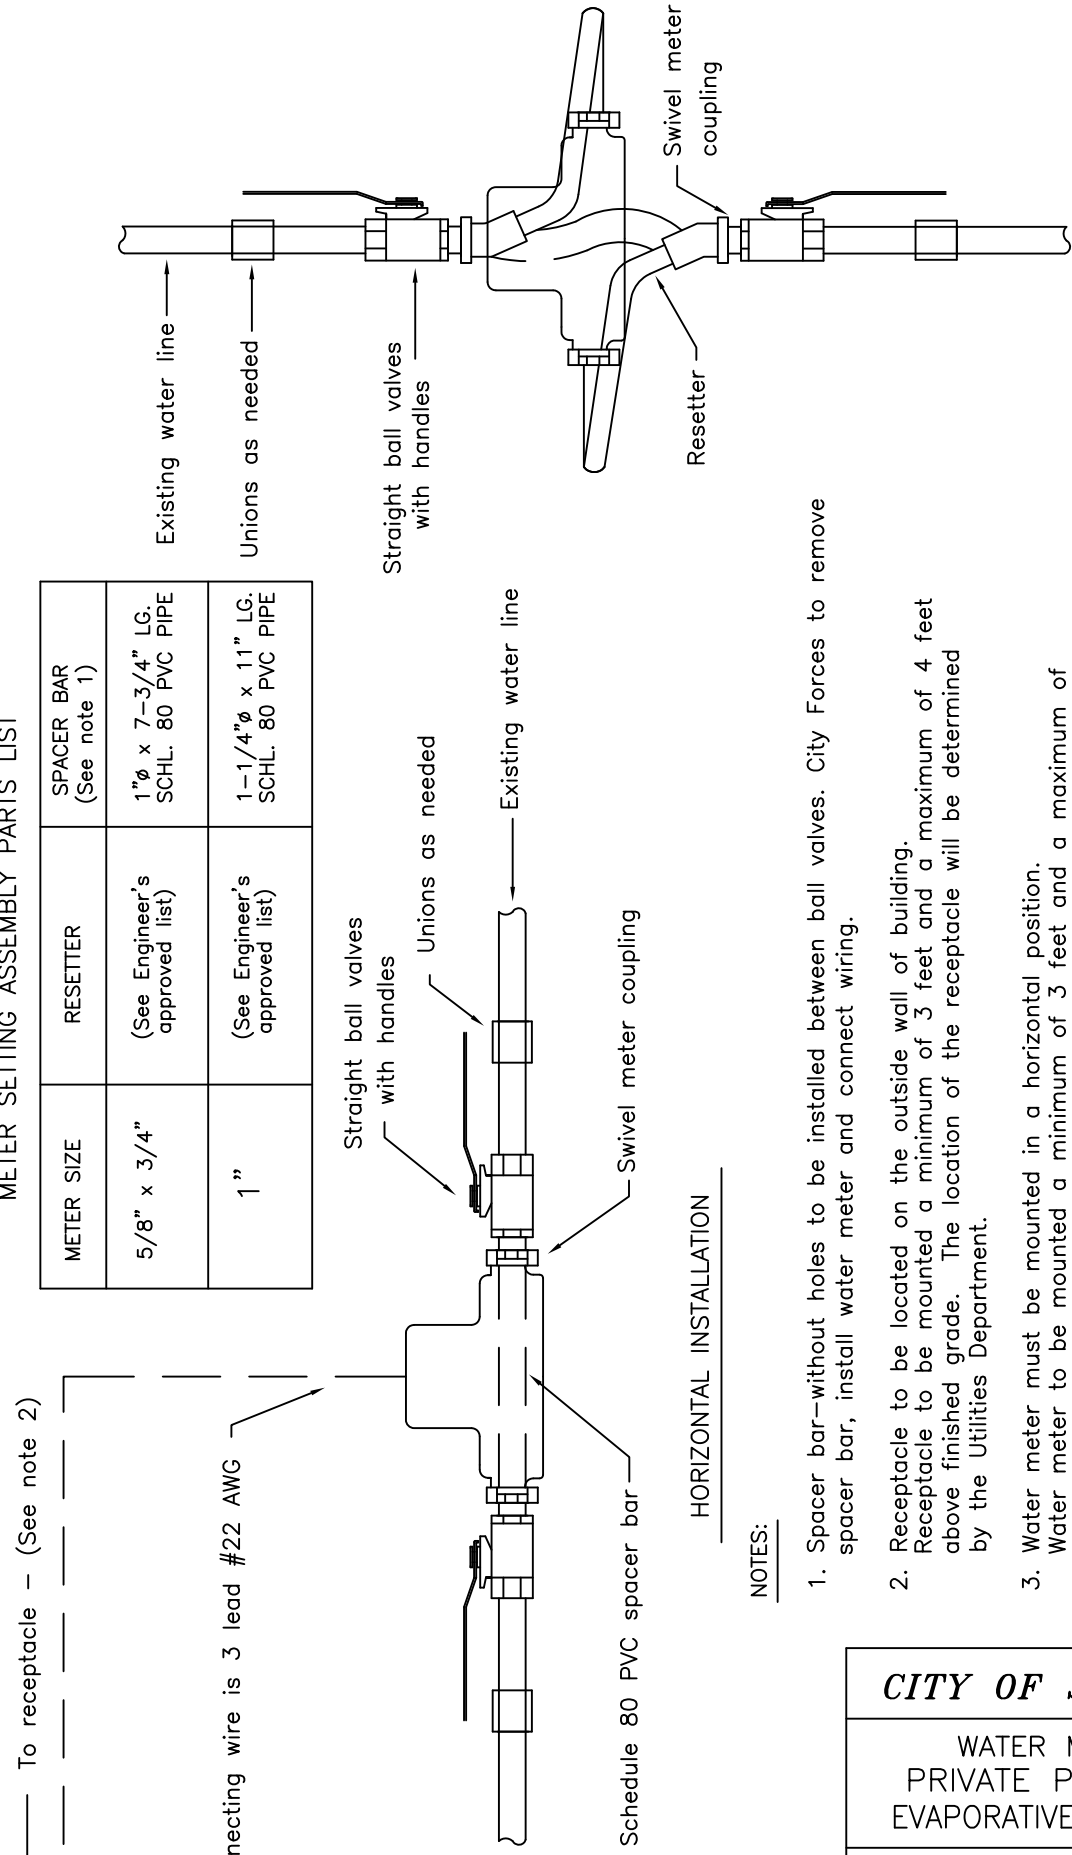 METER SETTING ASSEMBLY PARTS LIST
METER SIZE
RESETTER
SPACER BAR
(See note 1)
5/8" x 3/4"
(See Engineer's
approved list)
1"ø x 7-3/4" LG.
SCHL. 80 PVC PIPE
1"
(See Engineer's
approved list)
1-1/4"ø x 11" LG.
SCHL. 80 PVC PIPE
To receptacle - (See note 2)
wire is 3 lead #22 AWG
Straight ball valves
with handles
Unions as needed
Existing water line
Swivel meter coupling
Schedule 80 PVC spacer bar
HORIZONTAL INSTALLATION
Existing water line
Unions as needed
Straight ball valves
with handles
Resetter
Swivel meter
coupling
NOTES:
1. Spacer bar-without holes to be installed between ball valves. City Forces to remove
spacer bar, install water meter and connect wiring.
2. Receptacle to be located on the outside wall of building.
Receptacle to be mounted a minimum of 3 feet and a maximum of 4 feet
above finished grade. The location of the receptacle will be determined
by the Utilities Department.
3. Water meter must be mounted in a horizontal position.
Water meter to be mounted a minimum of 3 feet and a maximum of
CITY OF
WATER
PRIVATE
EVAPORATIVE